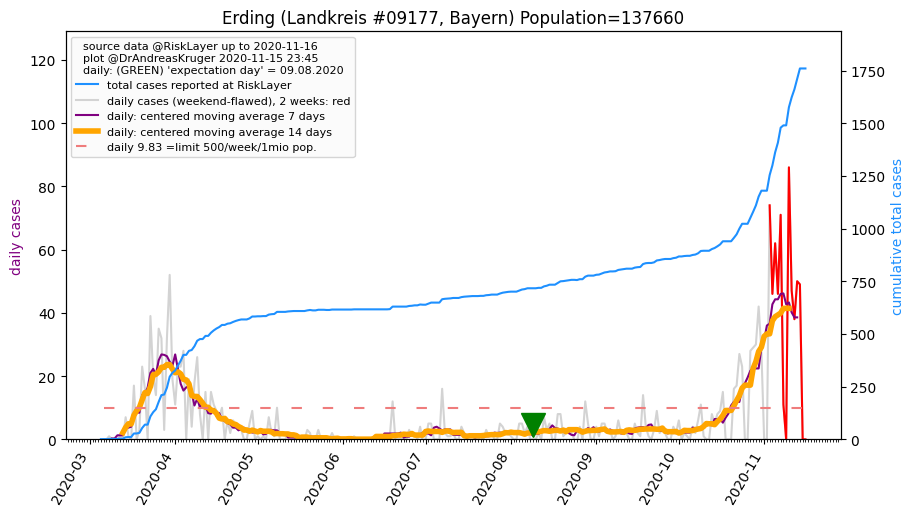 Erding (Landkreis #09177, Bayern) Population=137660
source data @RiskLayer up to 2020-11-16
plot @DrAndreasKruger 2020-11-15 23:45
daily: (GREEN) 'expectation day' = 09.08.2020
total cases reported at RiskLayer
daily cases (weekend-flawed), 2 weeks: red
daily: centered moving average 7 days
daily: centered moving average 14 days
daily 9.83 =limit 500/week/1mio pop.
daily cases
120
100
80
60
40
20
0
cumulative total cases
1750
1500
1250
1000
750
500
250
0
2020-03
2020-04
2020-05
2020-06
2020-07
2020-08
2020-09
2020-10
2020-11